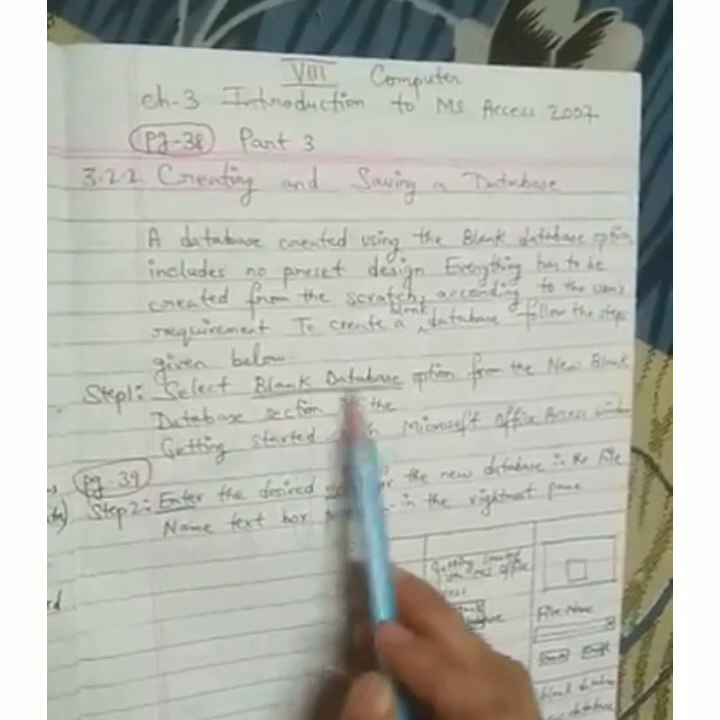 VIII Computer
ch-3 Introduction to Ms Access 2007
Pg-38 Part 3
3.2.2 Creating and Saving a Database
A database created using the Blank database option
includes no preset design Everything has to be
created from the scratch, according to the user's
blank
requirement To create a database follow the steps
given below
Step1: Select Blank Database option from the New Blank
Database section the
Getting started Microsoft Office Access window
Pg-39
Step2: Enter the desired the new database in the File
Name text box in the rightmost pane
Getting
File Name